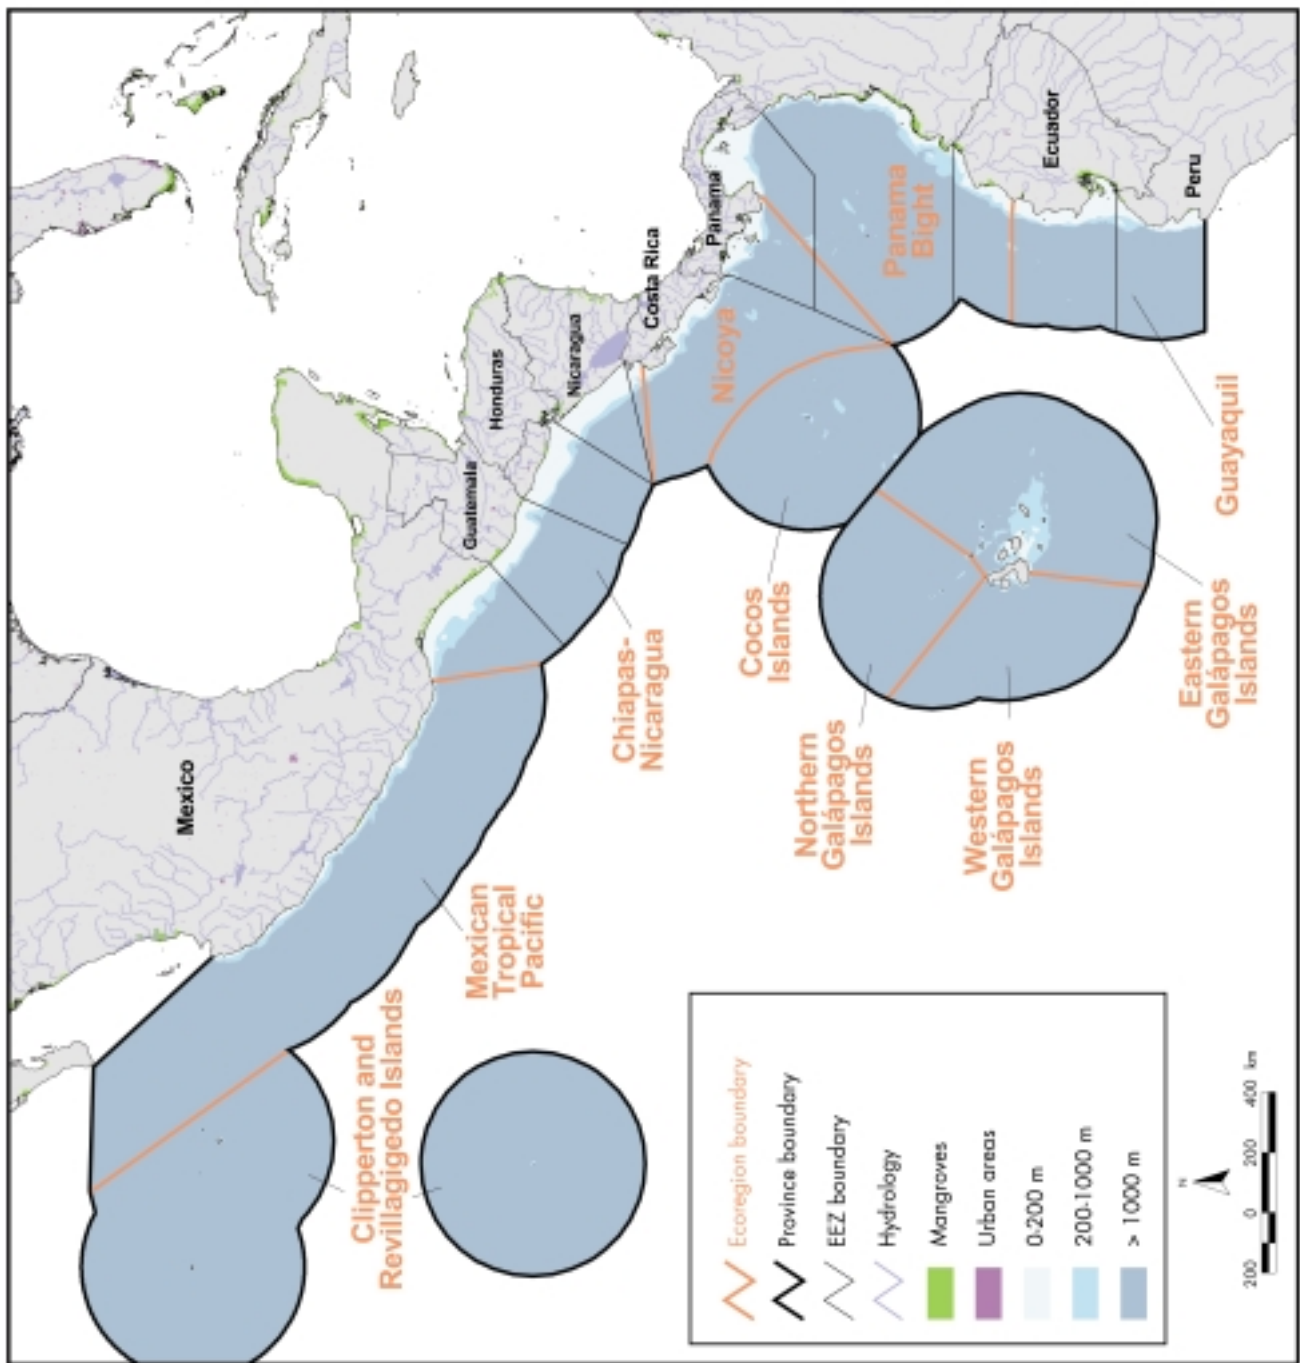 Mexico
Guatemala
Honduras
Nicaragua
Costa Rica
Panama
Ecuador
Peru
Clipperton and
Revillagigedo Islands
Mexican
Tropical
Pacific
Chiapas-
Nicaragua
Nicoya
Panama
Bight
Cocos
Islands
Northern
Galápagos
Islands
Western
Galápagos
Islands
Eastern
Galápagos
Islands
Guayaquil
Ecoregion boundary
Province boundary
EEZ boundary
Hydrology
Mangroves
Urban areas
0-200 m
200-1000 m
> 1000 m
N
200 0 200 400 km